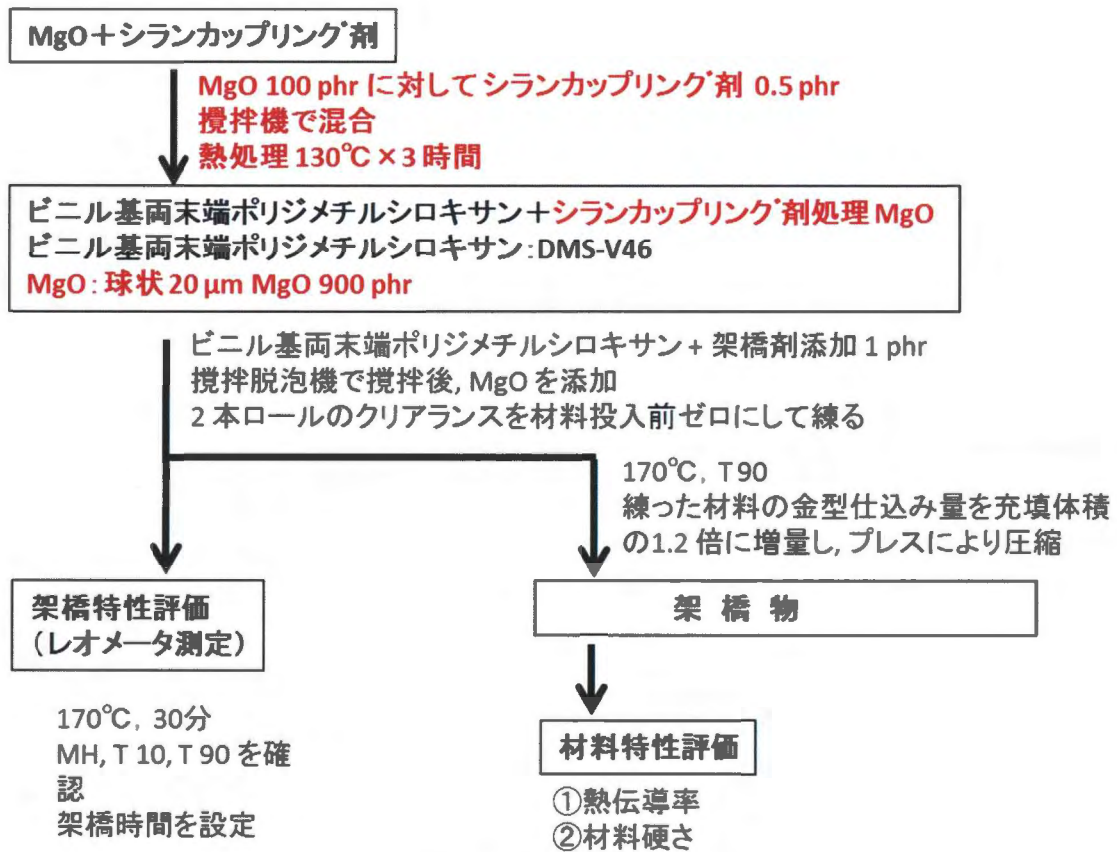 MgO＋シランカップリング剤
MgO 100 phr に対してシランカップリング剤 0.5 phr
攪拌機で混合
熱処理 130℃×3 時間
ビニル基両末端ポリジメチルシロキサン＋シランカップリング剤処理 MgO
ビニル基両末端ポリジメチルシロキサン:DMS-V46
MgO : 球状 20 μm MgO 900 phr
ビニル基両末端ポリジメチルシロキサン + 架橋剤添加 1 phr
攪拌脱泡機で攪拌後, MgO を添加
2 本ロールのクリアランスを材料投入前ゼロにして練る
170℃, T 90
練った材料の金型仕込み量を充填体積
の1.2 倍に増量し, プレスにより圧縮
架橋特性評価
（レオメータ測定）
架 橋 物
170℃, 30分
MH, T 10, T 90 を確
認
架橋時間を設定
材料特性評価
①熱伝導率
②材料硬さ